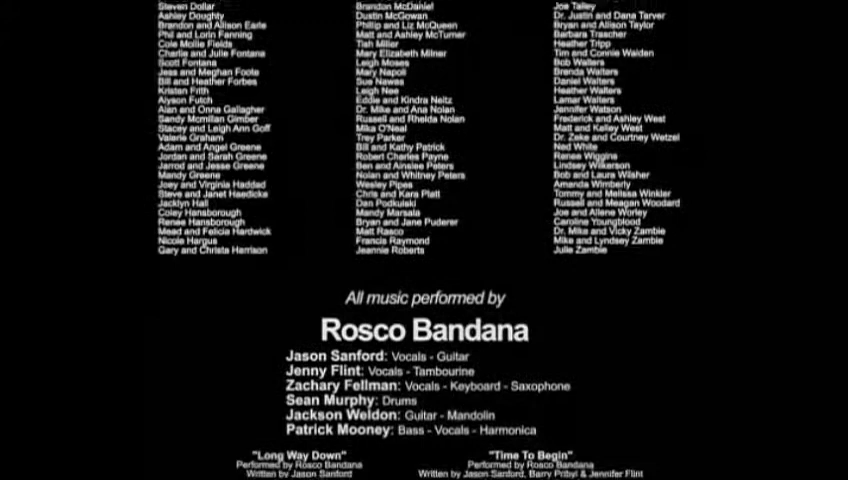 Steven Dollar
Ashley Doughty
Brandon and Allison Earle
Phil and Lorin Fanning
Cole Mollie Fields
Charlie and Julie Fontana
Scott Fontana
Jess and Meghan Foote
Bill and Heather Forbes
Kristen Frith
Alyson Futch
Alan and Onna Gallagher
Sandy Mcmillan Gimber
Stacey and Leigh Ann Goff
Valerie Graham
Adam and Angel Greene
Jordan and Sarah Greene
Jarrod and Jesse Greene
Mandy Greene
Joey and Virginia Haddad
Steve and Janet Haedicke
Jacklyn Hall
Coley Hansborough
Renee Hansborough
Mead and Felicia Hardwick
Nicole Hargus
Gary and Christa Harrison
Brandon McDaniel
Dustin McGowan
Phillip and Liz McQueen
Matt and Ashley McTurner
Tish Miller
Mary Elizabeth Milner
Leigh Moses
Mary Napoli
Sue Nawas
Leigh Nee
Eddie and Kindra Neitz
Dr. Mike and Ana Nolan
Russell and Rhelda Nolan
Mika O'Neal
Trey Parker
Bill and Kathy Patrick
Robert Charles Payne
Ben and Ainslee Peters
Nolan and Whitney Peters
Wesley Pipes
Chris and Kara Platt
Dan Podkulski
Mandy Marsala
Bryan and Jane Puderer
Matt Rasco
Francis Raymond
Jeannie Roberts
Joe Talley
Dr. Justin and Dana Tarver
Bryan and Allison Taylor
Barbara Trascher
Heather Tripp
Tim and Connie Walden
Bob Walters
Brenda Walters
Daniel Walters
Heather Walters
Lamar Walters
Jennifer Watson
Frederick and Ashley West
Matt and Kelley West
Dr. Zeke and Courtney Wetzel
Ned White
Renee Wiggins
Lindsey Wilkerson
Bob and Laura Wilsher
Amanda Wimberly
Tommy and Melissa Winkler
Russell and Meagan Woodard
Joe and Allene Worley
Caroline Youngblood
Dr. Mike and Vicky Zambie
Mike and Lyndsey Zambie
Julie Zambie
All music performed by
Rosco Bandana
Jason Sanford: Vocals - Guitar
Jenny Flint: Vocals - Tambourine
Zachary Fellman: Vocals - Keyboard - Saxophone
Sean Murphy: Drums
Jackson Weldon: Guitar - Mandolin
Patrick Mooney: Bass - Vocals - Harmonica
"Long Way Down"
Performed by Rosco Bandana
Written by Jason Sanford
"Time To Begin"
Performed by Rosco Bandana
Written by Jason Sanford, Barry Pribyl & Jennifer Flint